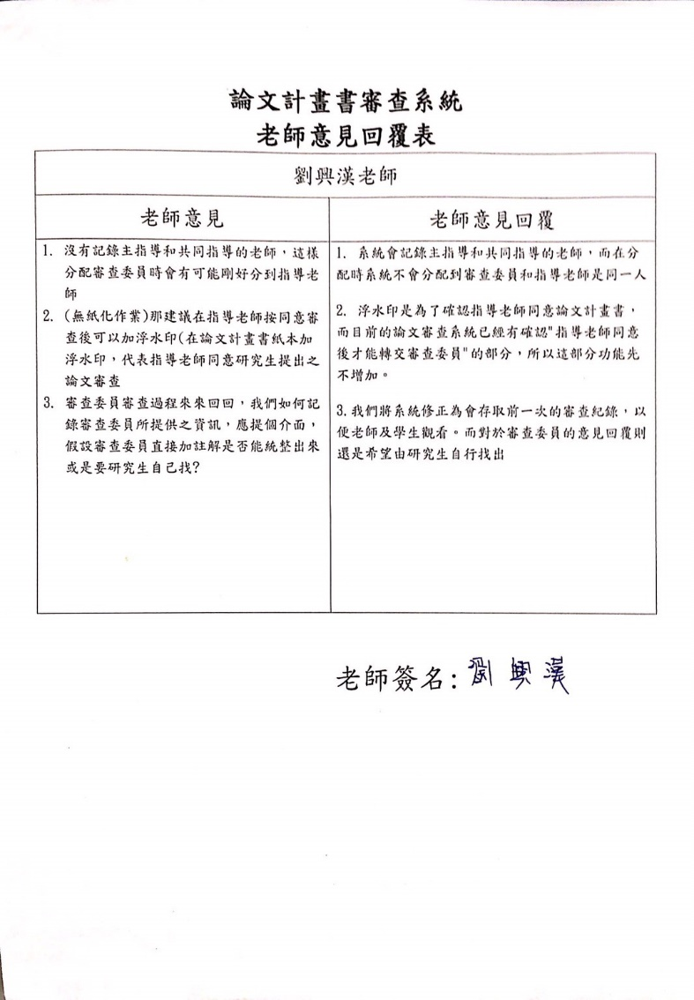 論文計畫書審查系統
老師意見回覆表
劉興漢老師
老師意見
1. 沒有記錄主指導和共同指導的老師，這樣
分配審查委員時會有可能剛好分到指導老
師
2. (無紙化作業)那建議在指導老師按同意審
查後可以加浮水印(在論文計畫書紙本加
浮水印，代表指導老師同意研究生提出之
論文審查
3. 審查委員審查過程來來回回，我們如何記
錄審查委員所提供之資訊，應提個介面，
假設審查委員直接加註解是否能統整出來
或是要研究生自己找?
老師意見回覆
1. 系統會記錄主指導和共同指導的老師，而在分
配時系統不會分配到審查委員和指導老師是同一人
2. 浮水印是為了確認指導老師同意論文計畫書，
而目前的論文審查系統已經有確認"指導老師同意
後才能轉交審查委員"的部分，所以這部分功能先
不增加。
3.我們將系統修正為會存取前一次的審查紀錄，以
便老師及學生觀看。而對於審查委員的意見回覆則
還是希望由研究生自行找出
老師簽名:劉興漢